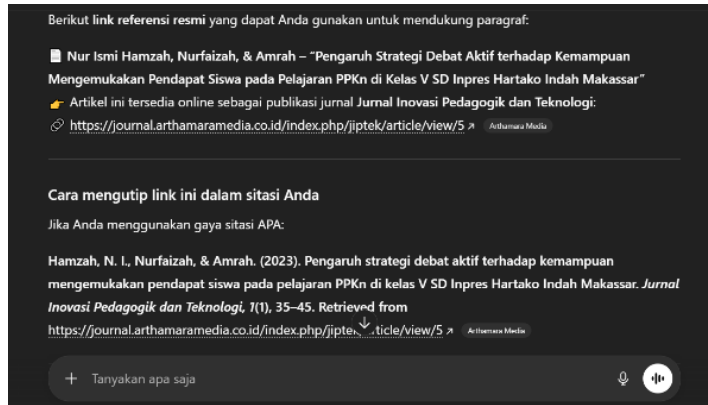 Berikut link referensi resmi yang dapat Anda gunakan untuk mendukung paragraf:
Nur Ismi Hamzah, Nurfaizah, & Amrah – "Pengaruh Strategi Debat Aktif terhadap Kemampuan
Mengemukakan Pendapat Siswa pada Pelajaran PPKn di Kelas V SD Inpres Hartako Indah Makassar"
👉 Artikel ini tersedia online sebagai publikasi jurnal Jurnal Inovasi Pedagogik dan Teknologi:
🔗 https://journal.arthamaramedia.co.id/index.php/jiptek/article/view/5 ↗ Arthamara Media
Cara mengutip link ini dalam sitasi Anda
Jika Anda menggunakan gaya sitasi APA:
Hamzah, N. I., Nurfaizah, & Amrah. (2023). Pengaruh strategi debat aktif terhadap kemampuan
mengemukakan pendapat siswa pada pelajaran PPKn di kelas V SD Inpres Hartako Indah Makassar. Jurnal
Inovasi Pedagogik dan Teknologi, 1(1), 35–45. Retrieved from
https://journal.arthamaramedia.co.id/index.php/jipte ticle/view/5 ↗ Arthamara Media
Tanyakan apa saja